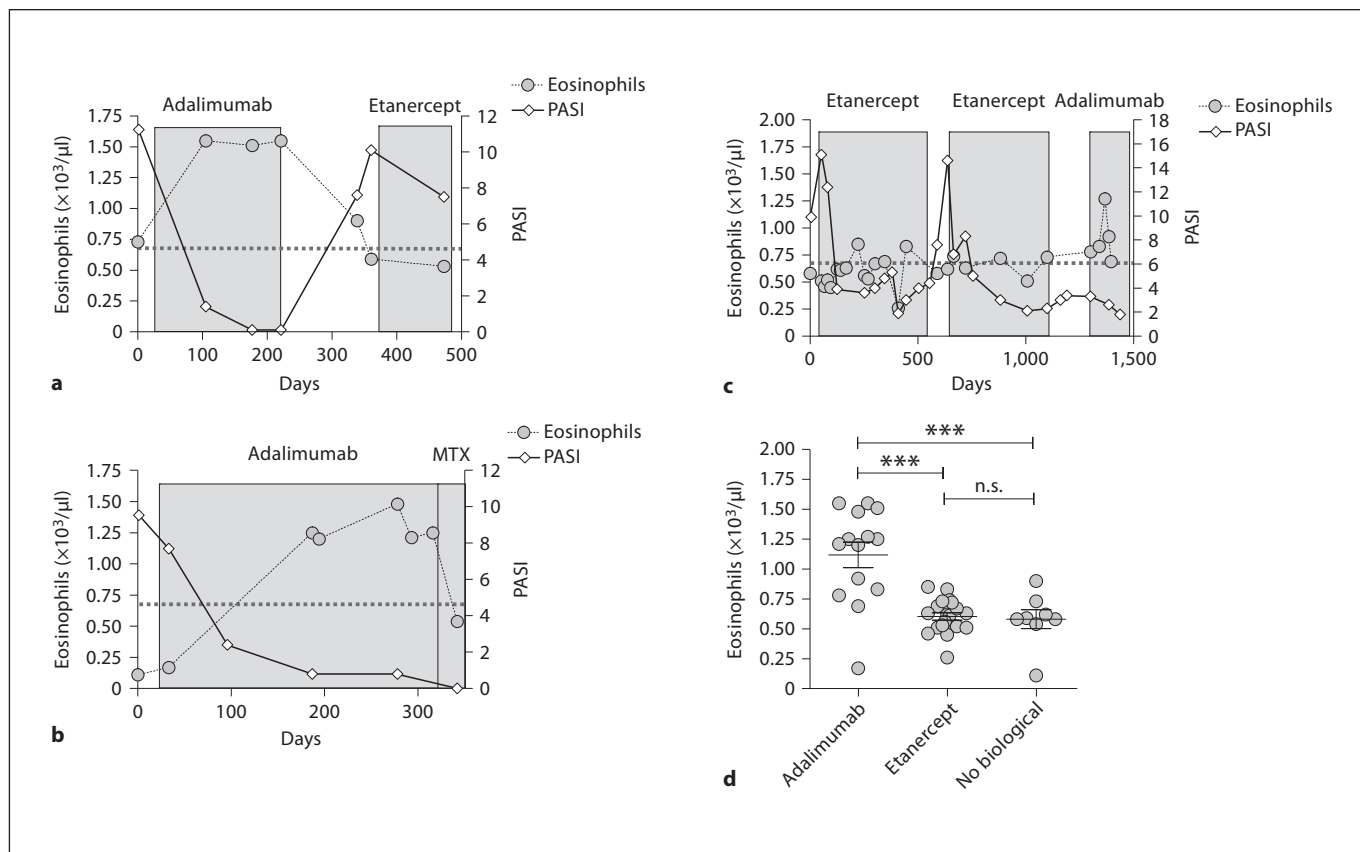 Eosinophils
PASI
Adalimumab
Etanercept
Eosinophils (×10³/μl)
1.75
1.50
1.25
1.00
0.75
0.50
0.25
0
12
10
8
6
4
2
0
PASI
0 100 200 300 400 500
Days
a
Eosinophils
PASI
Adalimumab
MTX
Eosinophils (×10³/μl)
1.75
1.50
1.25
1.00
0.75
0.50
0.25
0
12
10
8
6
4
2
0
PASI
0 100 200 300
Days
b
Eosinophils
PASI
Etanercept
Etanercept
Adalimumab
Eosinophils (×10³/μl)
2.00
1.75
1.50
1.25
1.00
0.75
0.50
0.25
0
18
16
14
12
10
8
6
4
2
0
PASI
0 500 1,000 1,500
Days
c
***
***
n.s.
Eosinophils (×10³/μl)
2.00
1.75
1.50
1.25
1.00
0.75
0.50
0.25
0
Adalimumab
Etanercept
No biological
d